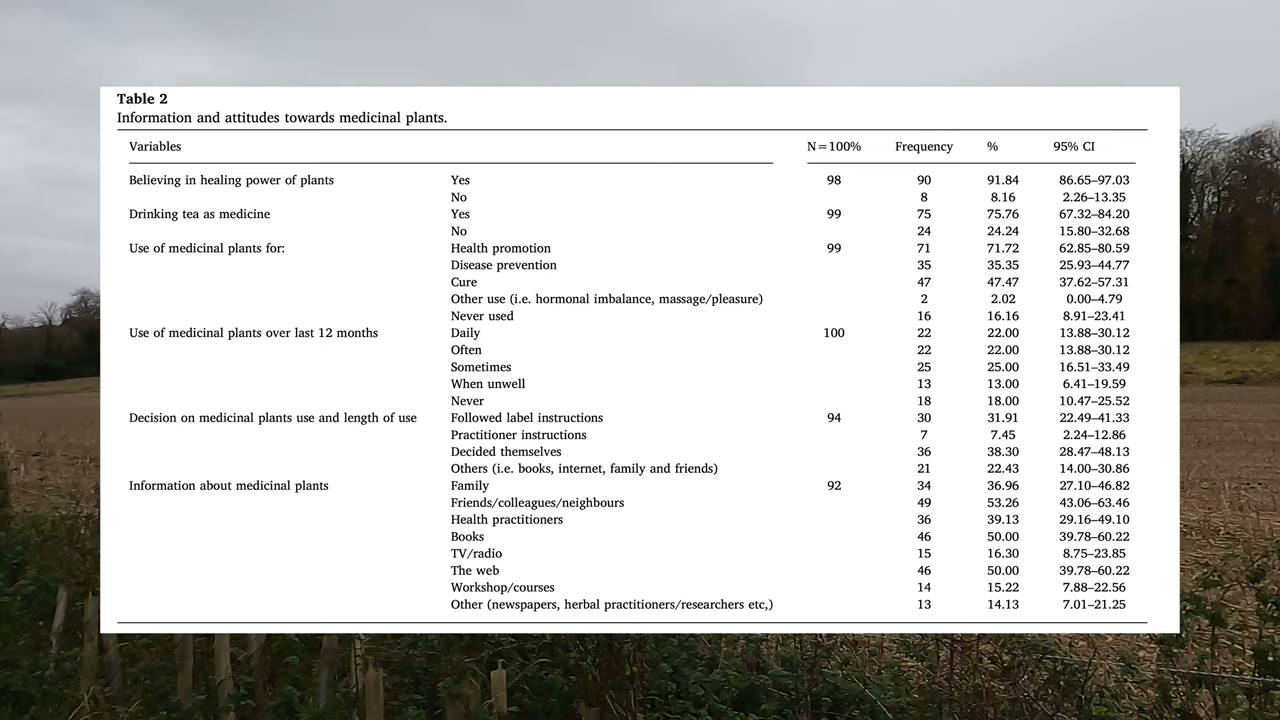 Table 2
Information and attitudes towards medicinal plants.
Variables N = 100% Frequency % 95% CI
Believing in healing power of plants Yes 98 90 91.84 86.65–97.03
No 8 8.16 2.26–13.35
Drinking tea as medicine Yes 99 75 75.76 67.32–84.20
No 24 24.24 15.80–32.68
Use of medicinal plants for: Health promotion 99 71 71.72 62.85–80.59
Disease prevention 35 35.35 25.93–44.77
Cure 47 47.47 37.62–57.31
Other use (i.e. hormonal imbalance, massage/pleasure) 2 2.02 0.00–4.79
Never used 16 16.16 8.91–23.41
Use of medicinal plants over last 12 months Daily 100 22 22.00 13.88–30.12
Often 22 22.00 13.88–30.12
Sometimes 25 25.00 16.51–33.49
When unwell 13 13.00 6.41–19.59
Never 18 18.00 10.47–25.52
Decision on medicinal plants use and length of use Followed label instructions 94 30 31.91 22.49–41.33
Practitioner instructions 7 7.45 2.24–12.86
Decided themselves 36 38.30 28.47–48.13
Others (i.e. books, internet, family and friends) 21 22.43 14.00–30.86
Information about medicinal plants Family 92 34 36.96 27.10–46.82
Friends/colleagues/neighbours 49 53.26 43.06–63.46
Health practitioners 36 39.13 29.16–49.10
Books 46 50.00 39.78–60.22
TV/radio 15 16.30 8.75–23.85
The web 46 50.00 39.78–60.22
Workshop/courses 14 15.22 7.88–22.56
Other (newspapers, herbal practitioners/researchers etc,) 13 14.13 7.01–21.25